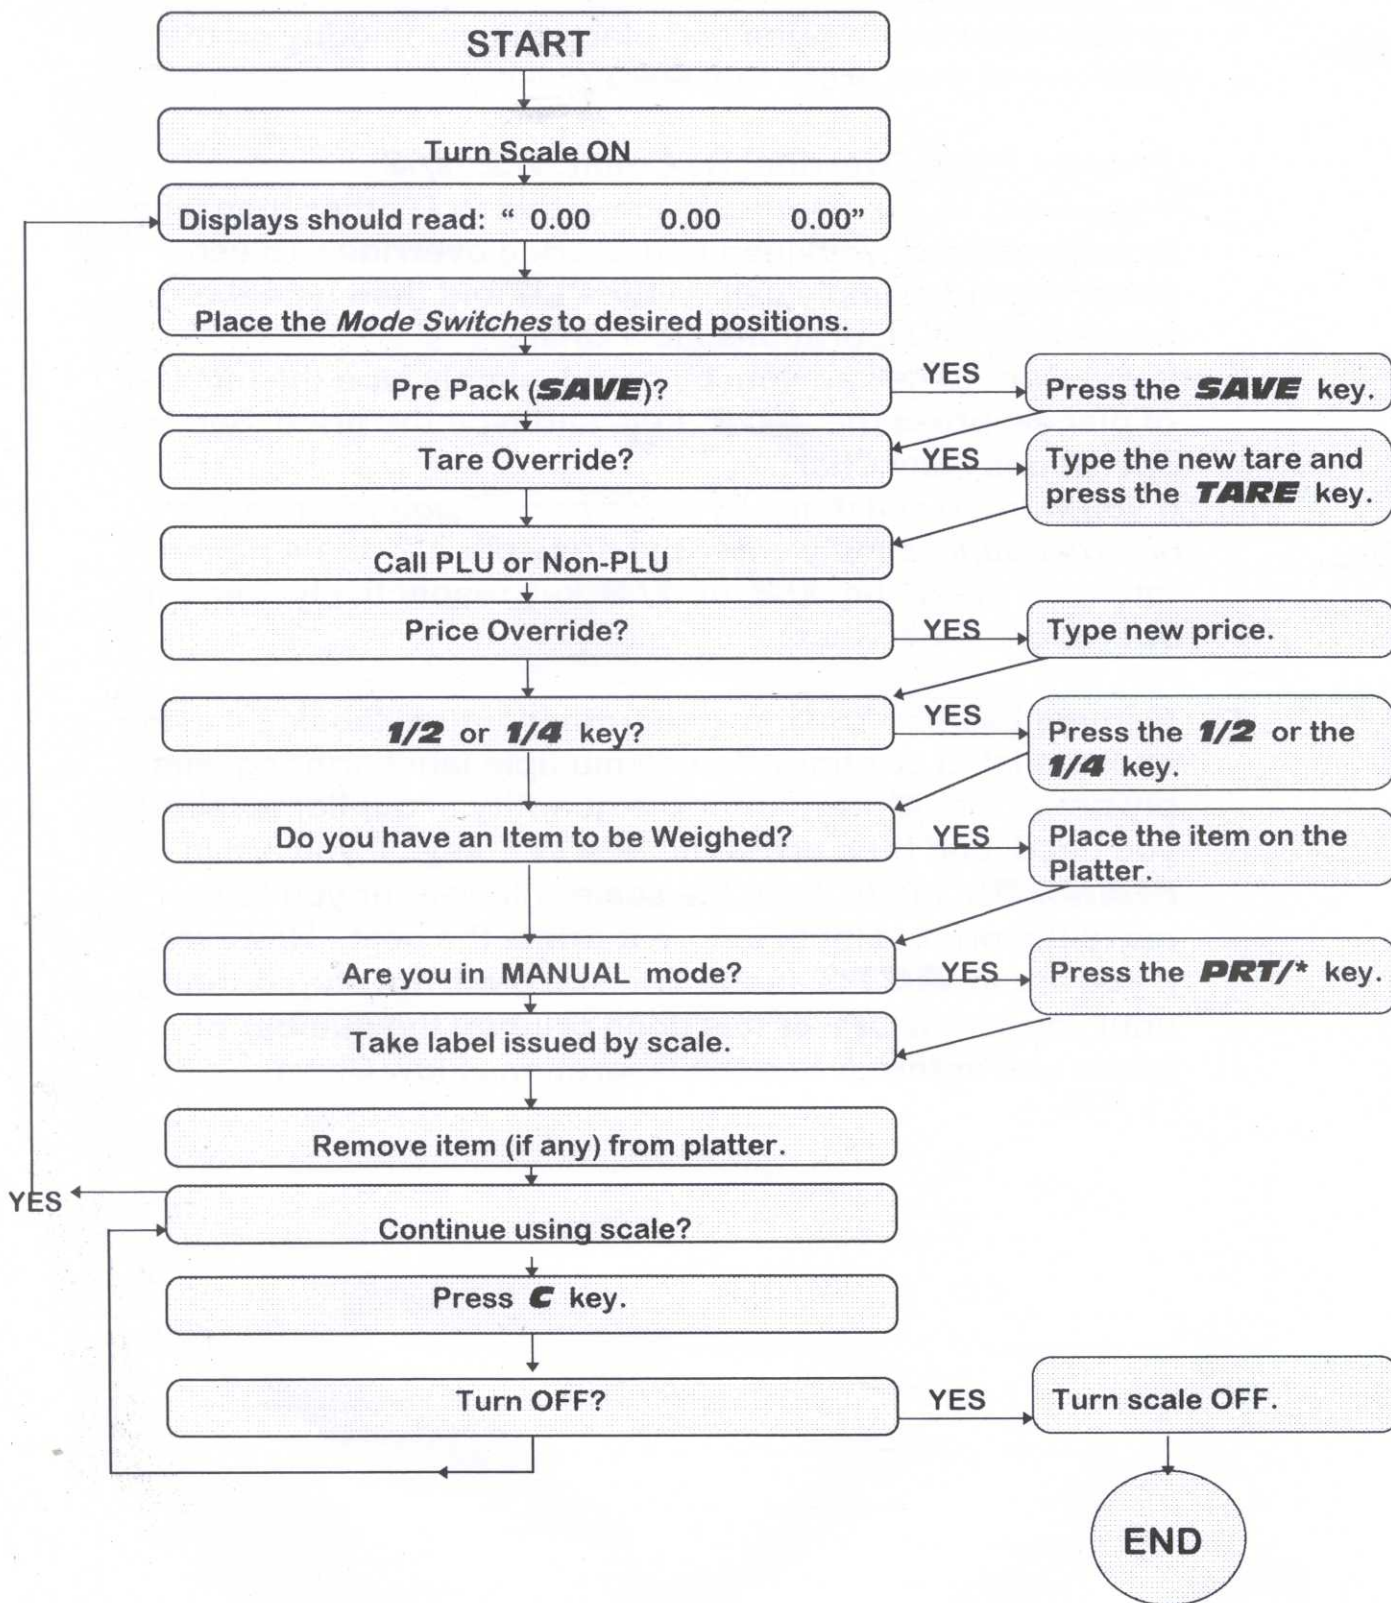 START
Turn Scale ON
Displays should read: “ 0.00 0.00 0.00”
Place the Mode Switches to desired positions.
Pre Pack (SAVE)?
YES
Press the SAVE key.
Tare Override?
YES
Type the new tare and
press the TARE key.
Call PLU or Non-PLU
Price Override?
YES
Type new price.
1/2 or 1/4 key?
YES
Press the 1/2 or the
1/4 key.
Do you have an Item to be Weighed?
YES
Place the item on the
Platter.
Are you in MANUAL mode?
YES
Press the PRT/* key.
Take label issued by scale.
Remove item (if any) from platter.
YES
Continue using scale?
Press C key.
Turn OFF?
YES
Turn scale OFF.
END